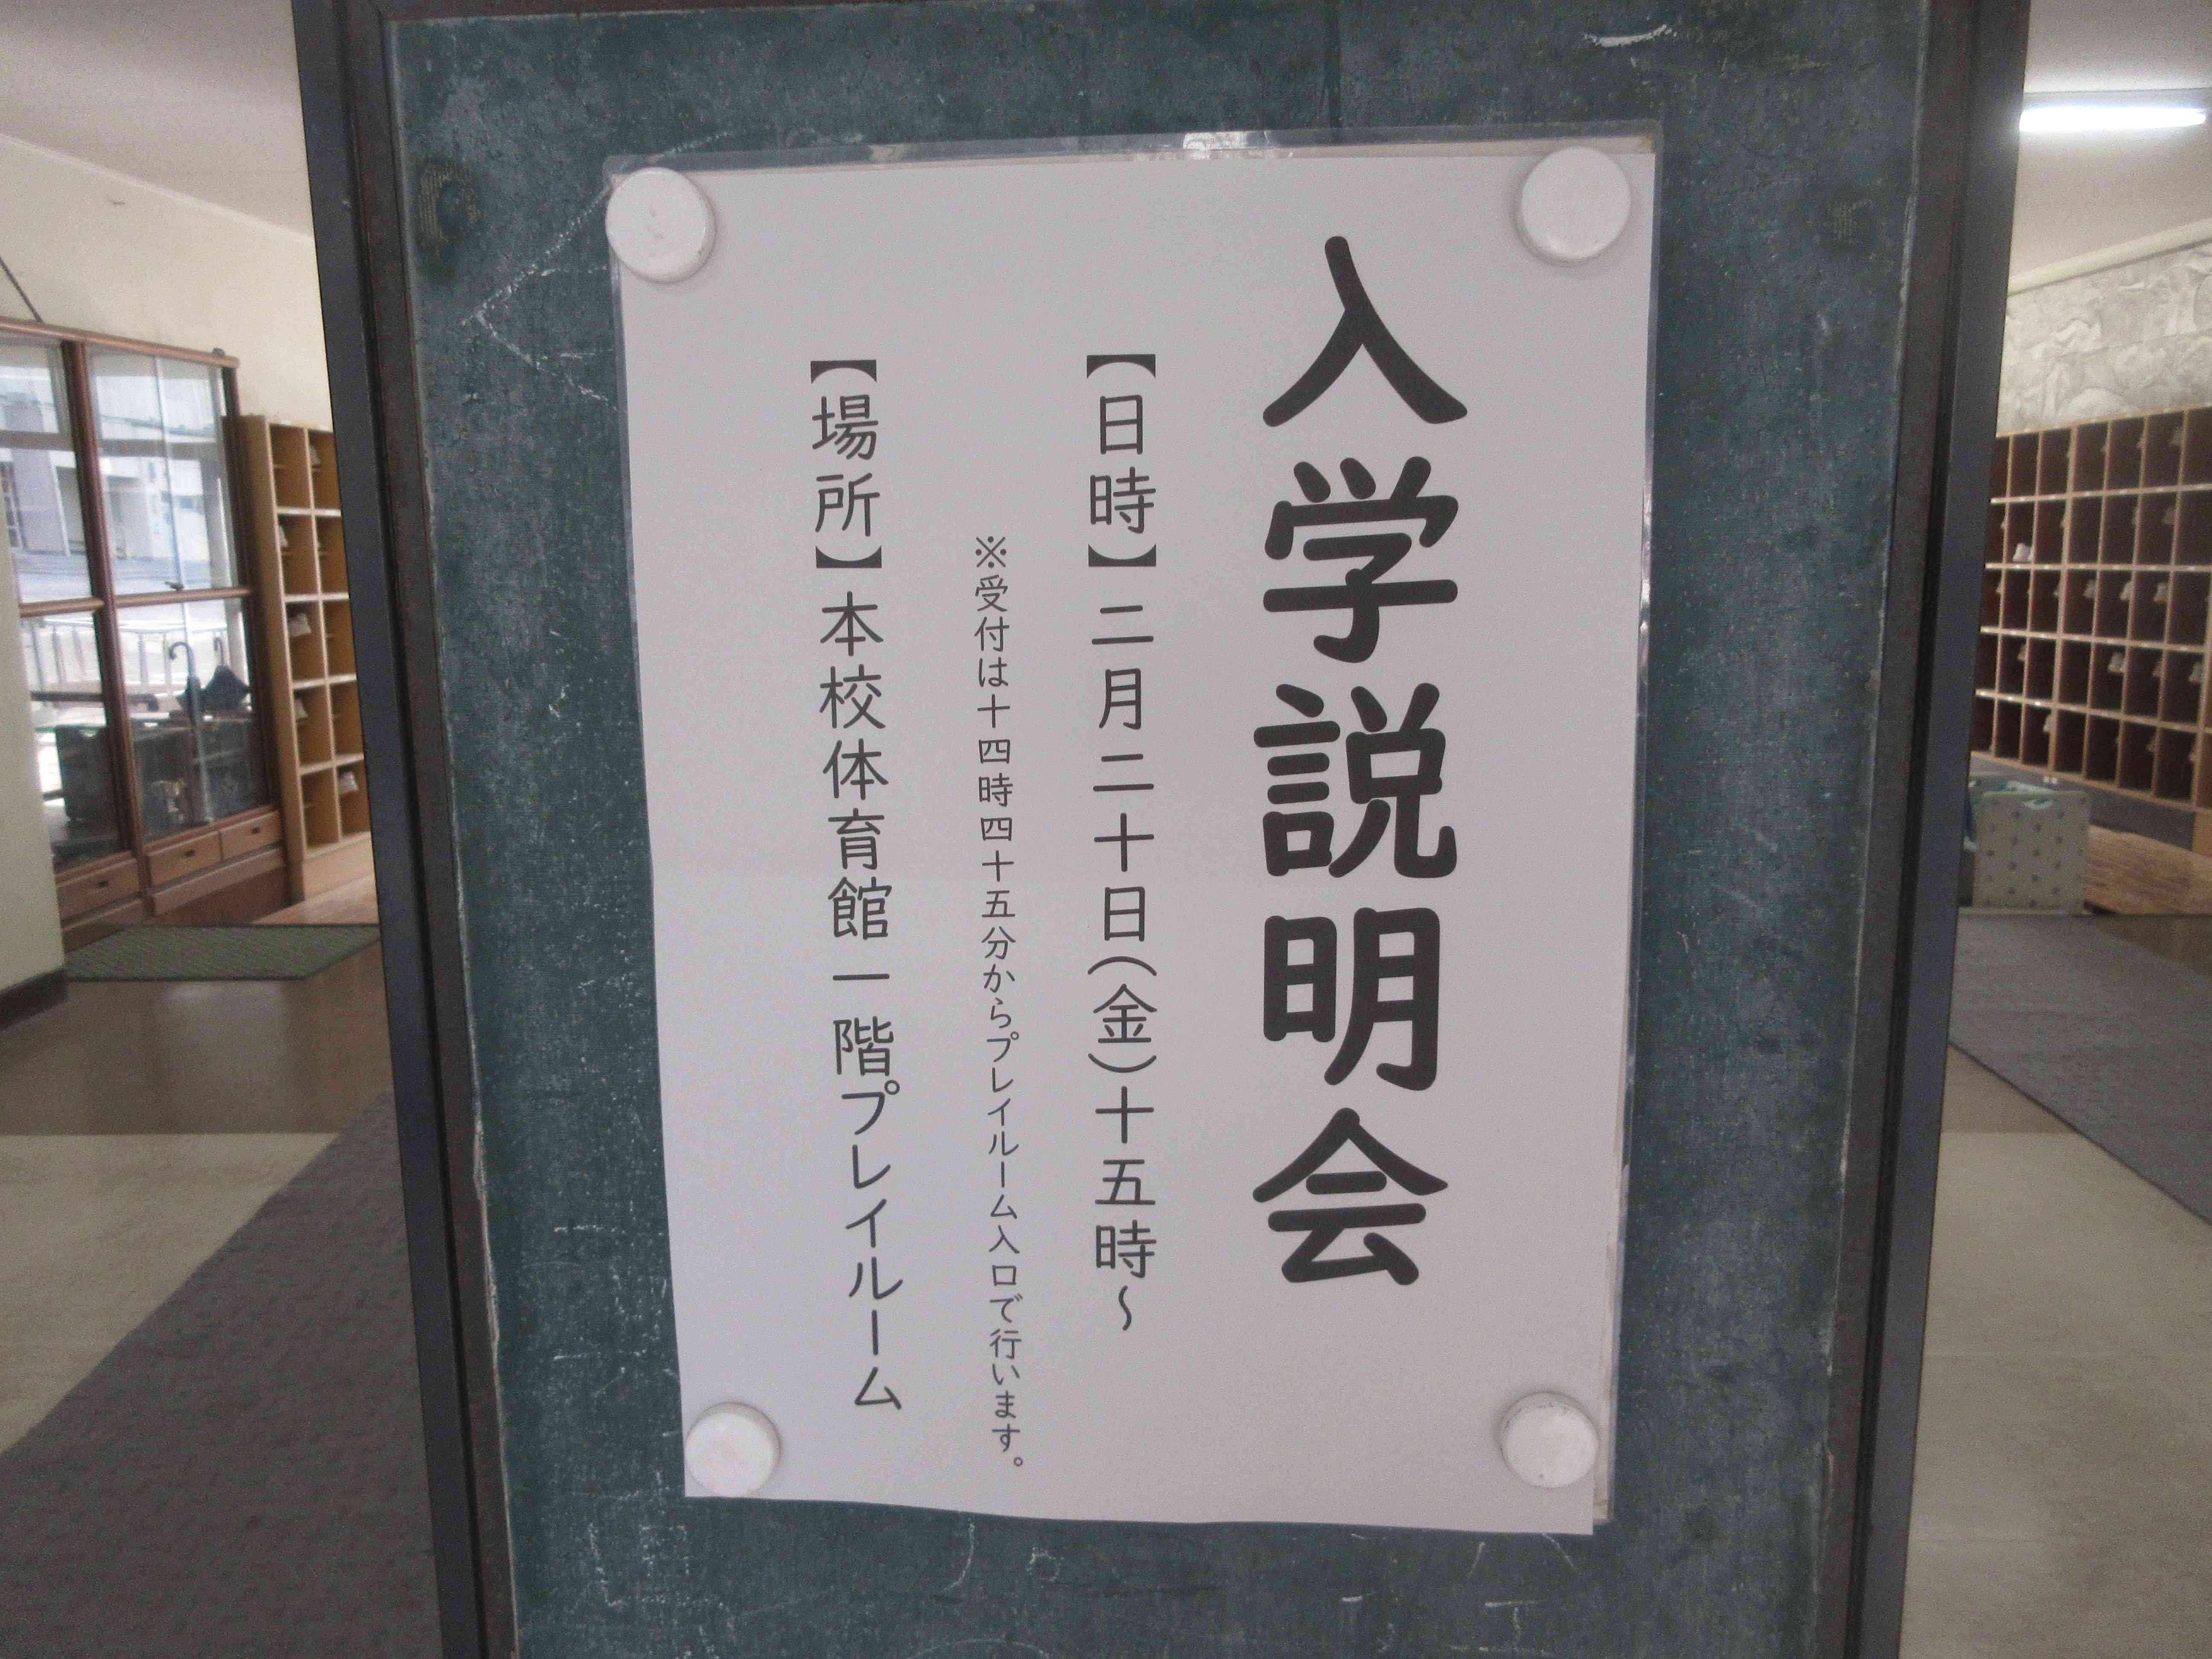 入学説明会
【日時】二月二十日(金)十五時～
※受付は十四時四十五分からプレイルーム入口で行います。
【場所】本校体育館一階プレイルーム